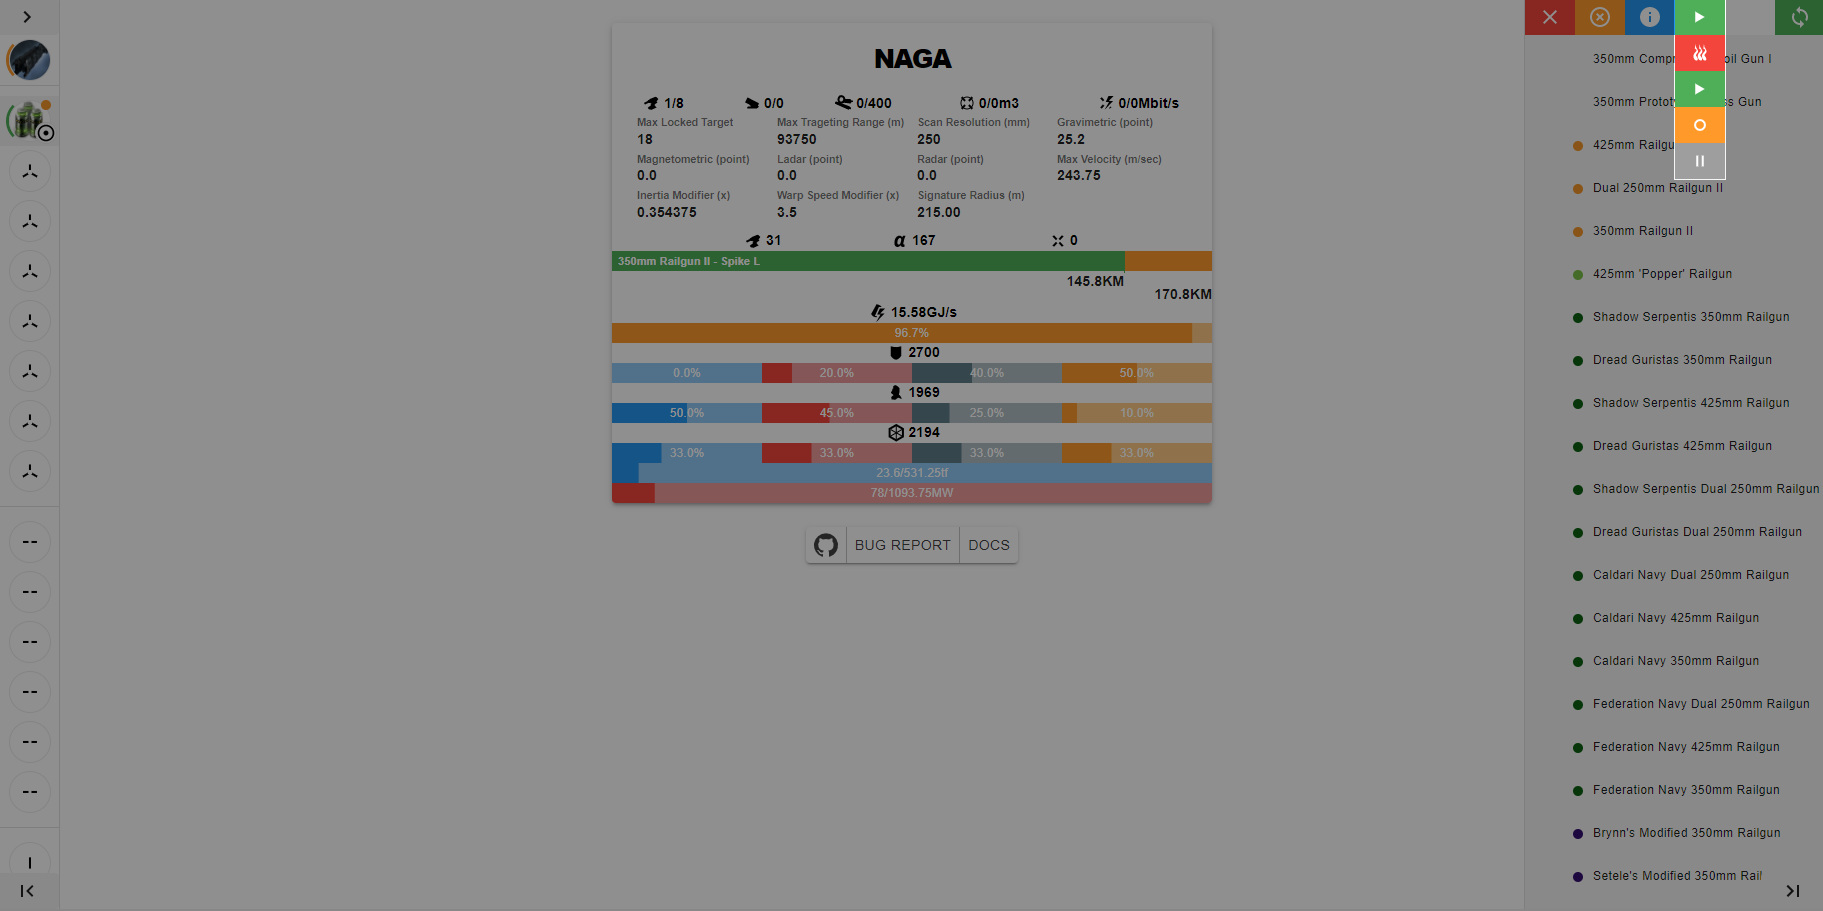 NAGA
1/8 0/0 0/400 0/0m3 0/0Mbit/s
Max Locked Target Max Trageting Range (m) Scan Resolution (mm) Gravimetric (point)
18 93750 250 25.2
Magnetometric (point) Ladar (point) Radar (point) Max Velocity (m/sec)
0.0 0.0 0.0 243.75
Inertia Modifier (x) Warp Speed Modifier (x) Signature Radius (m)
0.354375 3.5 215.00
31 α 167 0
350mm Railgun II - Spike L
145.8KM
170.8KM
15.58GJ/s
96.7%
2700
0.0% 20.0% 40.0% 50.0%
1969
50.0% 45.0% 25.0% 10.0%
2194
33.0% 33.0% 33.0% 33.0%
23.6/531.25tf
78/1093.75MW
BUG REPORT DOCS
350mm Gun I
350mm Gun
425mm
Dual 250mm Railgun II
350mm Railgun II
425mm 'Popper' Railgun
Shadow Serpentis 350mm Railgun
Dread Guristas 350mm Railgun
Shadow Serpentis 425mm Railgun
Dread Guristas 425mm Railgun
Shadow Serpentis Dual 250mm Railgun
Dread Guristas Dual 250mm Railgun
Caldari Navy Dual 250mm Railgun
Caldari Navy 425mm Railgun
Caldari Navy 350mm Railgun
Federation Navy Dual 250mm Railgun
Federation Navy 425mm Railgun
Federation Navy 350mm Railgun
Brynn's Modified 350mm Railgun
Setele's Modified 350mm Rail